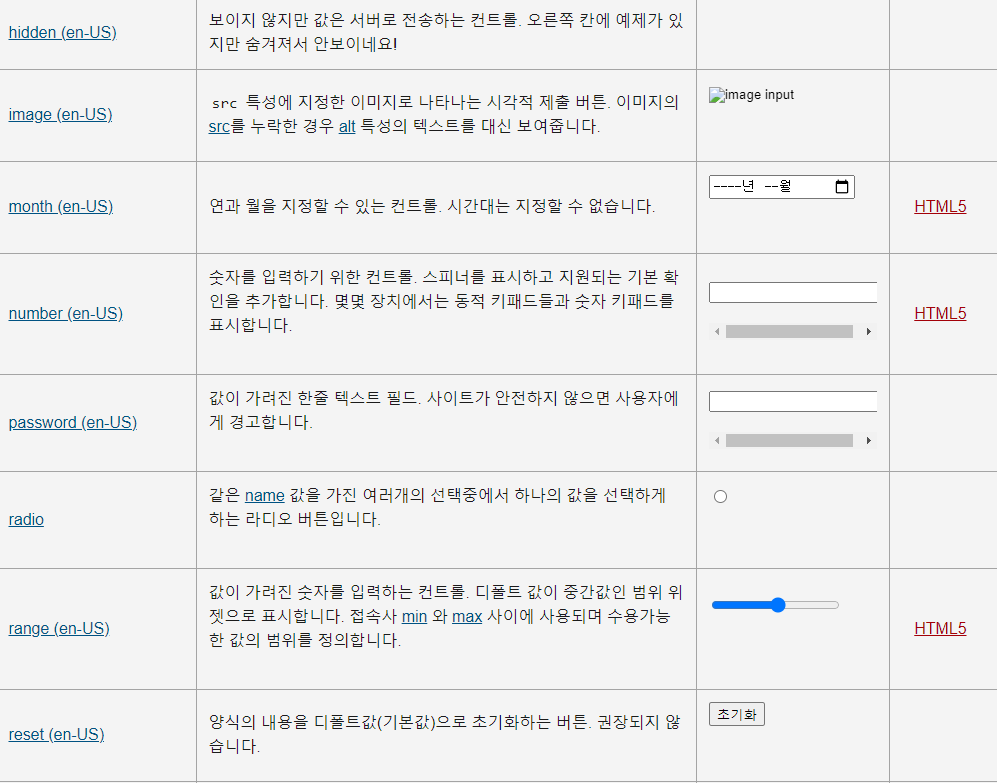 hidden (en-US)
보이지 않지만 값은 서버로 전송하는 컨트롤. 오른쪽 칸에 예제가 있
지만 숨겨져서 안보이네요!
image (en-US)
src 특성에 지정한 이미지로 나타나는 시각적 제출 버튼. 이미지의
src를 누락한 경우 alt 특성의 텍스트를 대신 보여줍니다.
image input
month (en-US)
연과 월을 지정할 수 있는 컨트롤. 시간대는 지정할 수 없습니다.
----년 --월
HTML5
number (en-US)
숫자를 입력하기 위한 컨트롤. 스피너를 표시하고 지원되는 기본 확
인을 추가합니다. 몇몇 장치에서는 동적 키패드들과 숫자 키패드를
표시합니다.
HTML5
password (en-US)
값이 가려진 한줄 텍스트 필드. 사이트가 안전하지 않으면 사용자에
게 경고합니다.
radio
같은 name 값을 가진 여러개의 선택중에서 하나의 값을 선택하게
하는 라디오 버튼입니다.
range (en-US)
값이 가려진 숫자를 입력하는 컨트롤. 디폴트 값이 중간값인 범위 위
젯으로 표시합니다. 접속사 min 와 max 사이에 사용되며 수용가능
한 값의 범위를 정의합니다.
HTML5
reset (en-US)
양식의 내용을 디폴트값(기본값)으로 초기화하는 버튼. 권장되지 않
습니다.
초기화